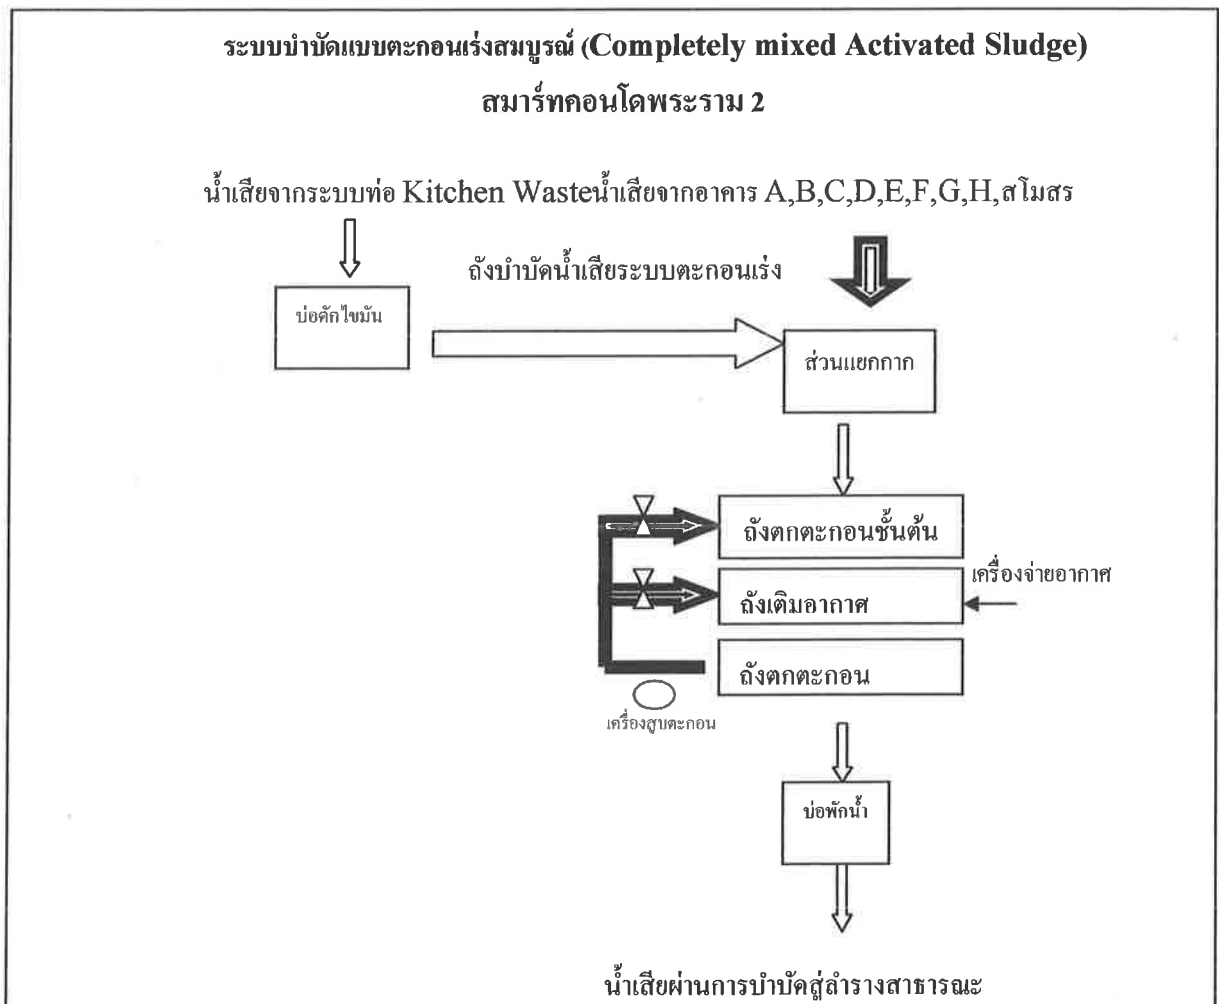 ระบบบำบัดแบบตะกอนเร่งสมบูรณ์ (Completely mixed Activated Sludge)
สมาร์ทคอนโดพระราม 2
น้ำเสียจากระบบท่อ Kitchen Wasteน้ำเสียจากอาคาร A,B,C,D,E,F,G,H,สโมสร
ถังบำบัดน้ำเสียระบบตะกอนเร่ง
บ่อดักไขมัน
ส่วนแยกกาก
ถังตกตะกอนชั้นต้น
เครื่องจ่ายอากาศ
ถังเติมอากาศ
ถังตกตะกอน
เครื่องสูบตะกอน
บ่อพักน้ำ
น้ำเสียผ่านการบำบัดสู่ลำรางสาธารณะ